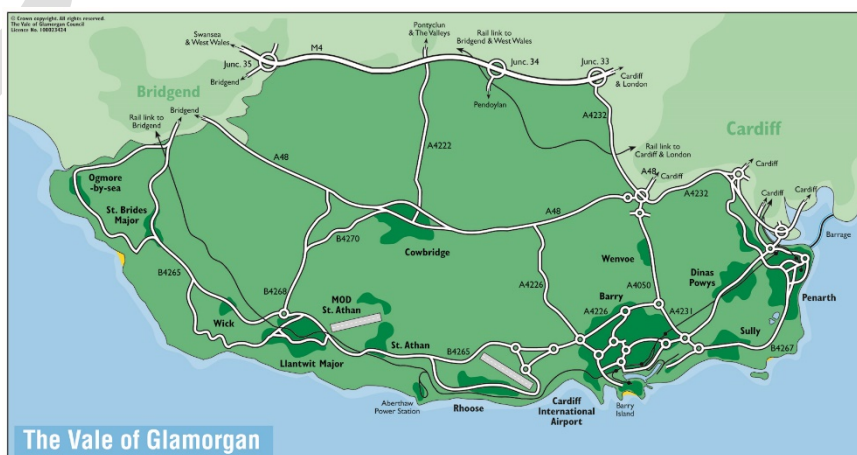 © Crown copyright. All rights reserved.
The Vale of Glamorgan Council
Licence No. 100023424
Swansea
& West Wales
Junc. 35
Bridgend
M4
Pontyclun
& The Valleys
Rail link to
Bridgend & West Wales
Junc. 34
Pendoylan
Junc. 33
Cardiff
& London
Bridgend
Bridgend
Rail link to
Bridgend
A48
A4222
A4232
Rail link to
Cardiff & London
Cardiff
A48
Cardiff
A4232
Cardiff
Cardiff
Cardiff
Barrage
Ogmore
-by-sea
St. Brides
Major
B4265
B4270
Cowbridge
A48
Wenvoe
A4226
A4050
Dinas
Powys
Penarth
B4268
MOD
St. Athan
Wick
Llantwit Major
St. Athan
B4265
Barry
A4226
A4231
Sully
B4267
Aberthaw
Power Station
Rhoose
Cardiff
International
Airport
Barry
Island
The Vale of Glamorgan